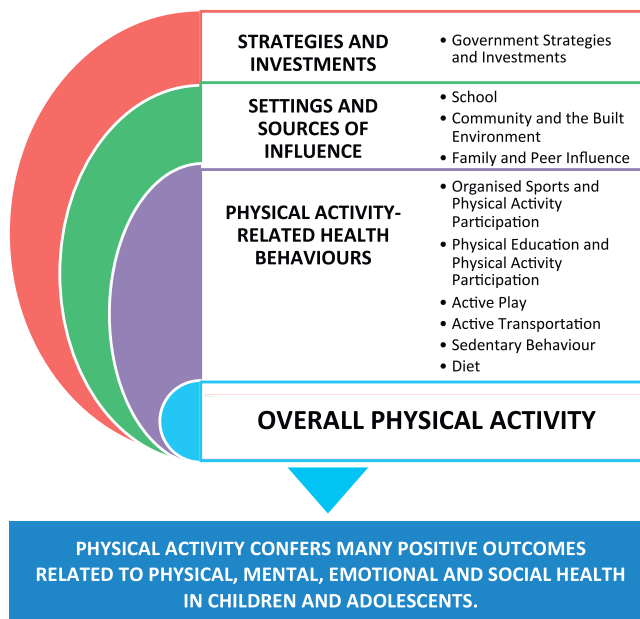 STRATEGIES AND
INVESTMENTS
• Government Strategies
and Investments
SETTINGS AND
SOURCES OF
INFLUENCE
• School
• Community and the Built
Environment
• Family and Peer Influence
PHYSICAL ACTIVITY-
RELATED HEALTH
BEHAVIOURS
• Organised Sports and
Physical Activity
Participation
• Physical Education and
Physical Activity
Participation
• Active Play
• Active Transportation
• Sedentary Behaviour
• Diet
OVERALL PHYSICAL ACTIVITY
PHYSICAL ACTIVITY CONFERS MANY POSITIVE OUTCOMES
RELATED TO PHYSICAL, MENTAL, EMOTIONAL AND SOCIAL HEALTH
IN CHILDREN AND ADOLESCENTS.